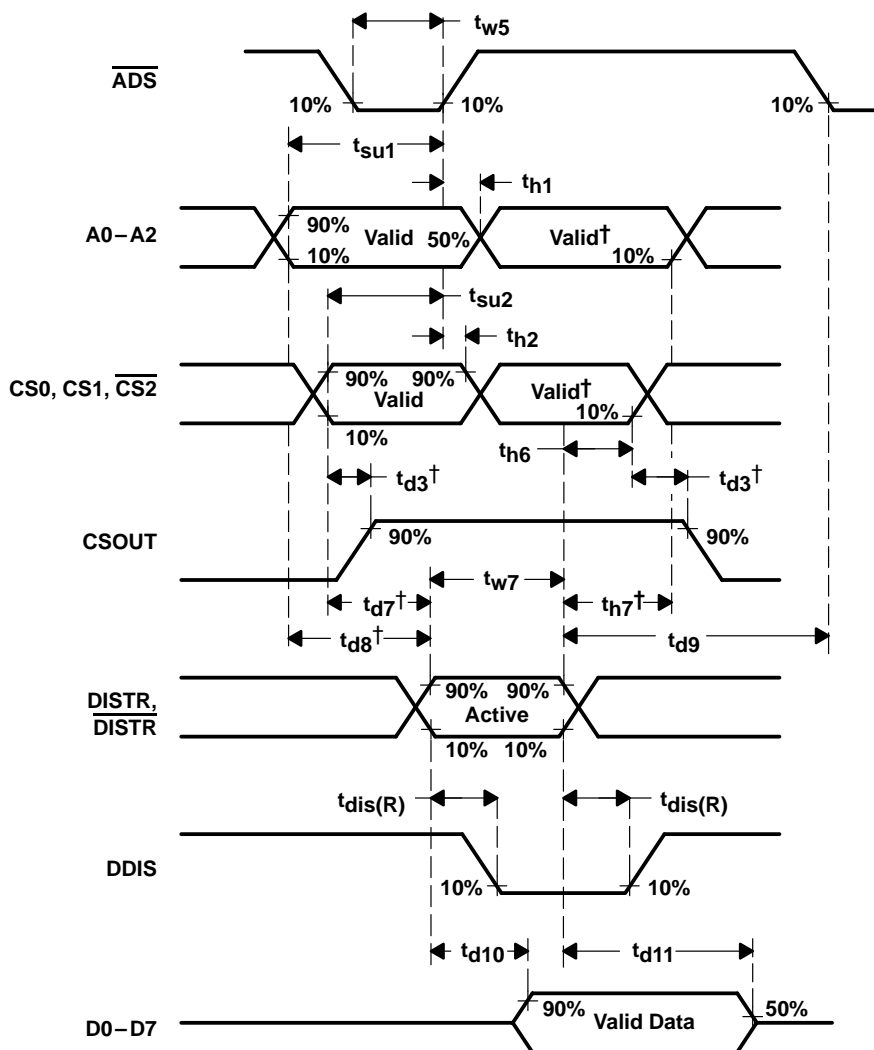 tw5
ADS
10% 10% 10%
tsu1
th1
A0–A2
90% Valid 50% Valid† 10%
10%
tsu2
th2
CS0, CS1, CS2
90% 90% Valid† 10%
Valid
10%
th6
td3† td3†
CSOUT
90% 90%
tw7
td7† th7†
td8† td9
DISTR,
DISTR
90% 90%
Active
10% 10%
tdis(R) tdis(R)
DDIS
10% 10%
td10 td11
D0–D7
90% Valid Data 50%